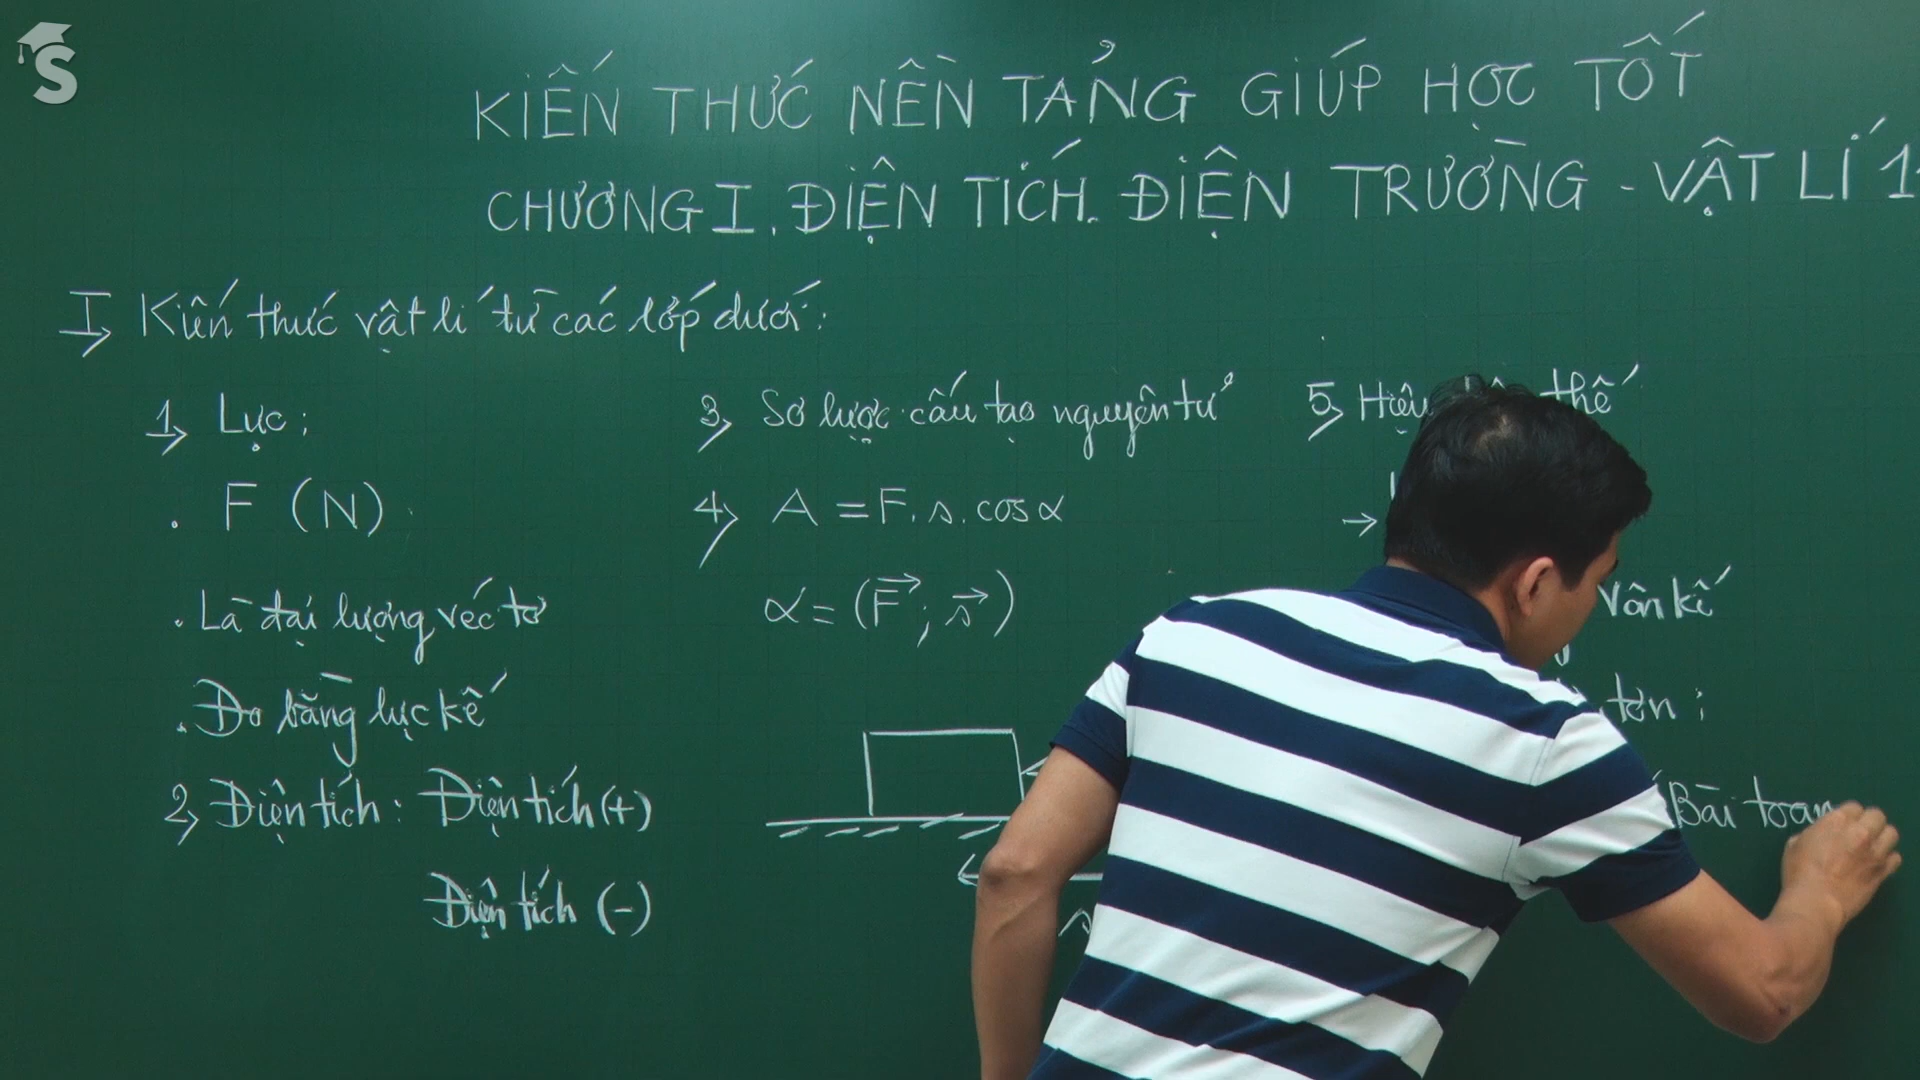 S
KIẾN THỨC NỀN TẢNG GIÚP HỌC TỐT
CHƯƠNG I. ĐIỆN TÍCH. ĐIỆN TRƯỜNG - VẬT LÍ 1
I, Kiến thức vật lí từ các lớp dưới:
1, Lực:
. F (N)
. Là đại lượng véc tơ
. Đo bằng lực kế
2, Điện tích: Điện tích (+)
Điện tích (-)
3, Sơ lược cấu tạo nguyên tử
4, A = F.s.cosα
α = (F→; s→)
5, Hiệu thế
→
Vôn kế
tơn:
Bài toán